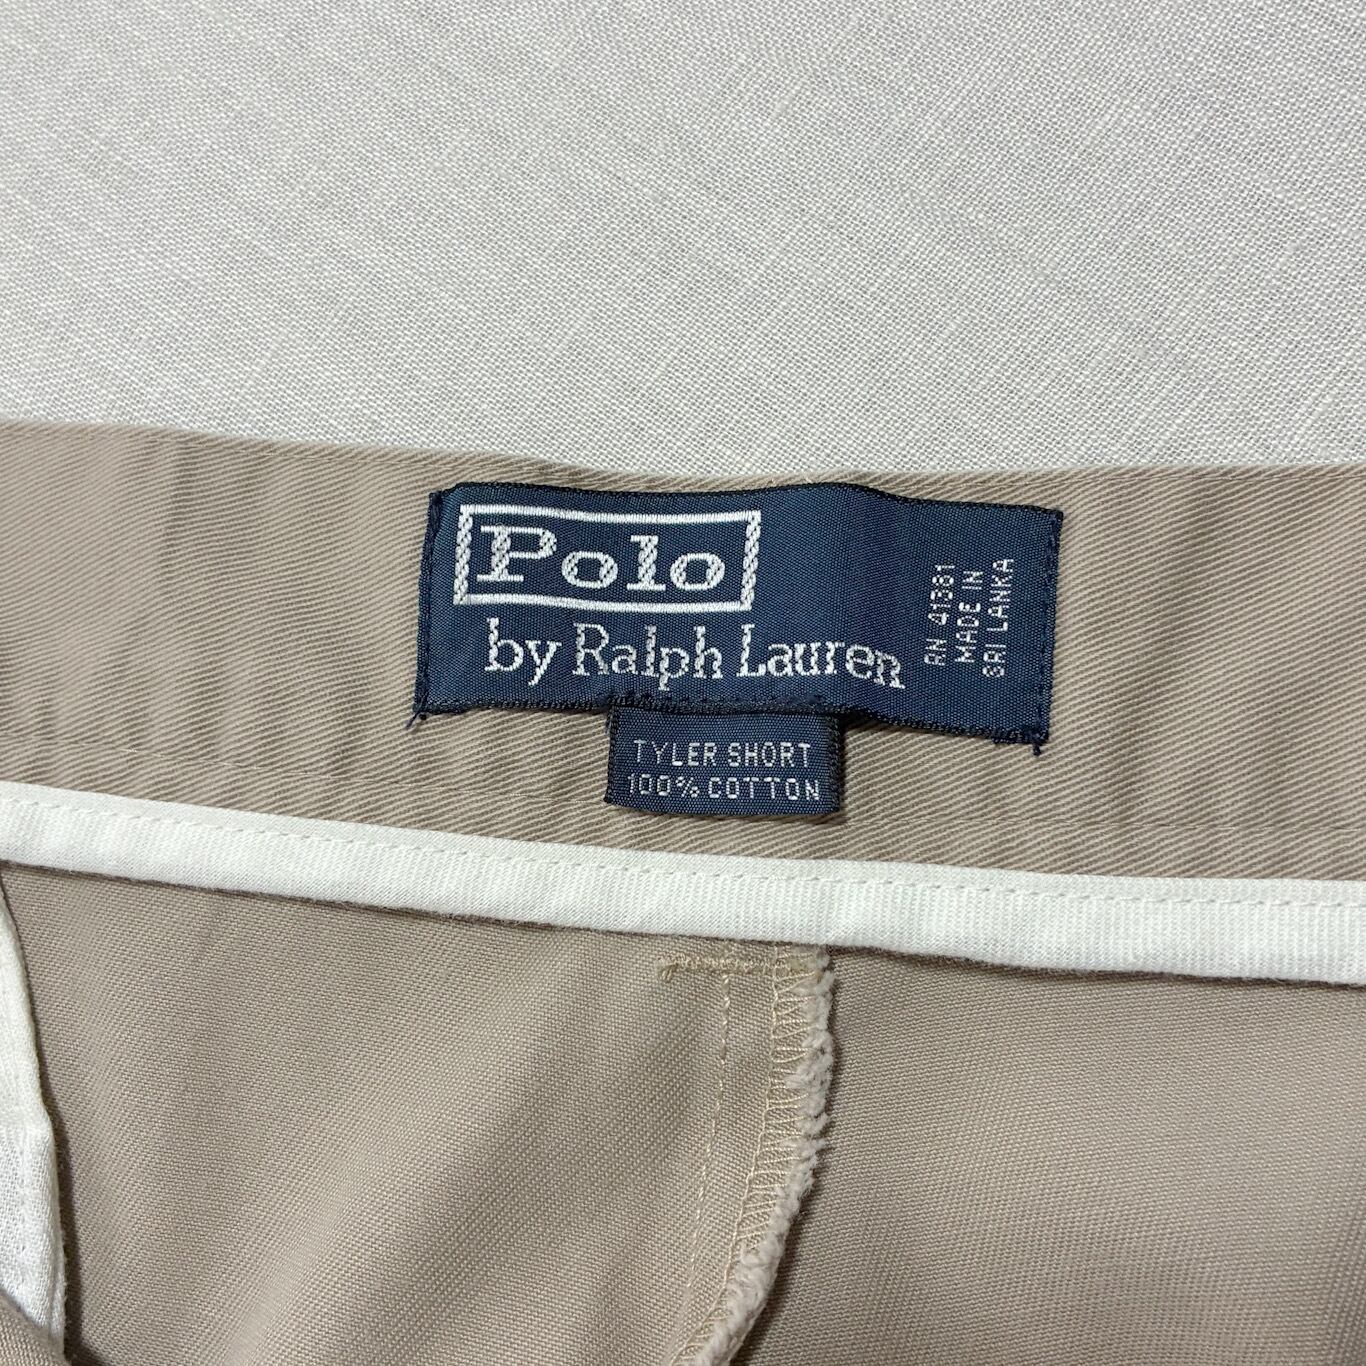 Polo
by Ralph Lauren
RN 41381
MADE IN
SRI LANKA
TYLER SHORT
100% COTTON